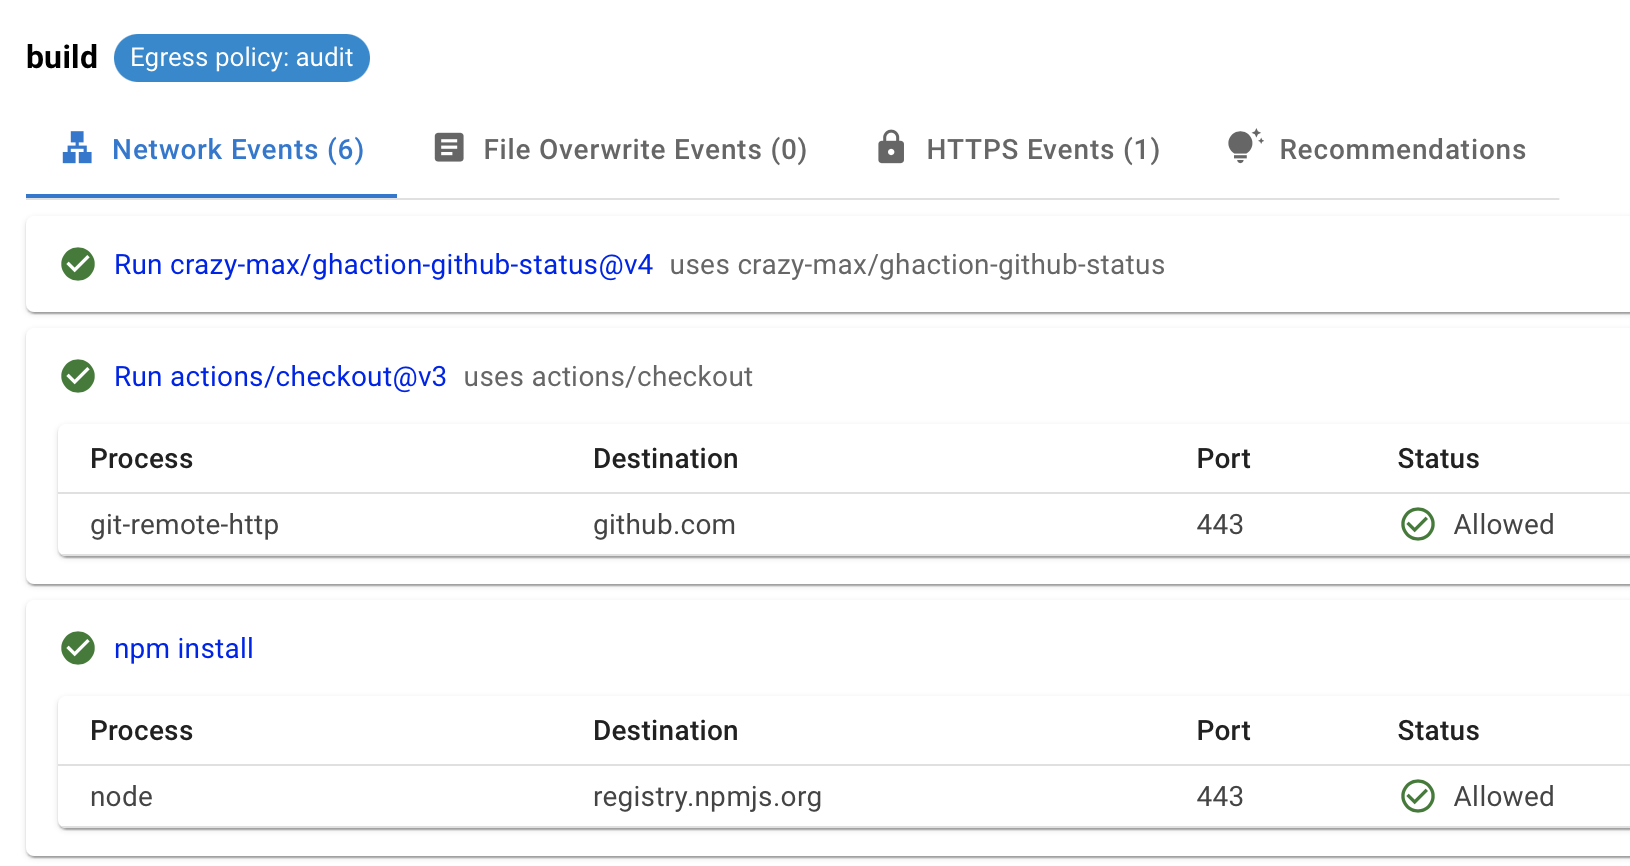 build Egress policy: audit
Network Events (6) File Overwrite Events (0) HTTPS Events (1) Recommendations
Run crazy-max/ghaction-github-status@v4 uses crazy-max/ghaction-github-status
Run actions/checkout@v3 uses actions/checkout
Process Destination Port Status
git-remote-http github.com 443 Allowed
npm install
Process Destination Port Status
node registry.npmjs.org 443 Allowed